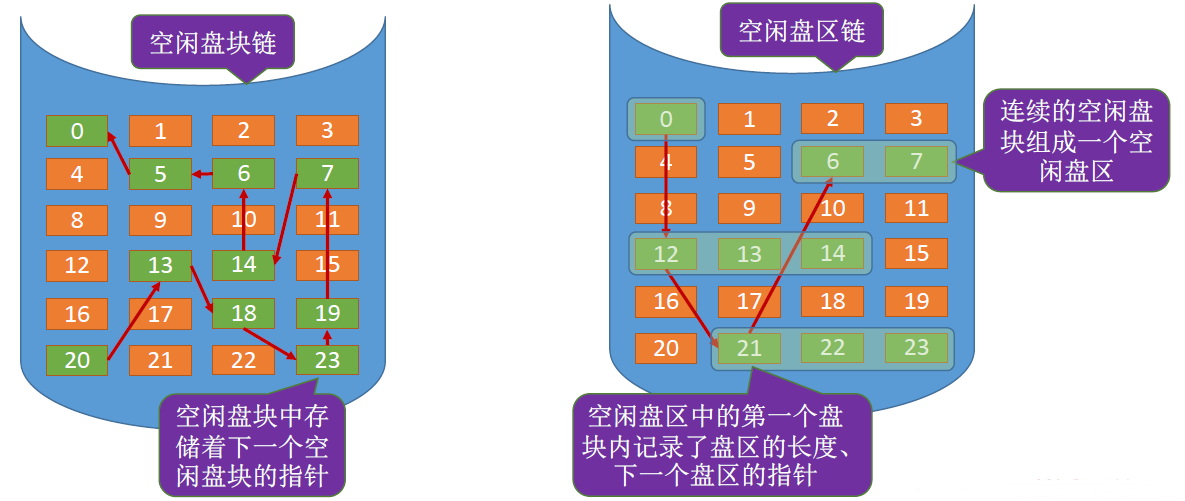 空闲盘块链
0 1 2 3
4 5 6 7
8 9 10 11
12 13 14 15
16 17 18 19
20 21 22 23
空闲盘块中存
储着下一个空
闲盘块的指针
空闲盘区链
0 1 2 3
4 5 6 7
8 9 10 11
12 13 14 15
16 17 18 19
20 21 22 23
连续的空闲盘
块组成一个空
闲盘区
空闲盘区中的第一个盘
块内记录了盘区的长度、
下一个盘区的指针